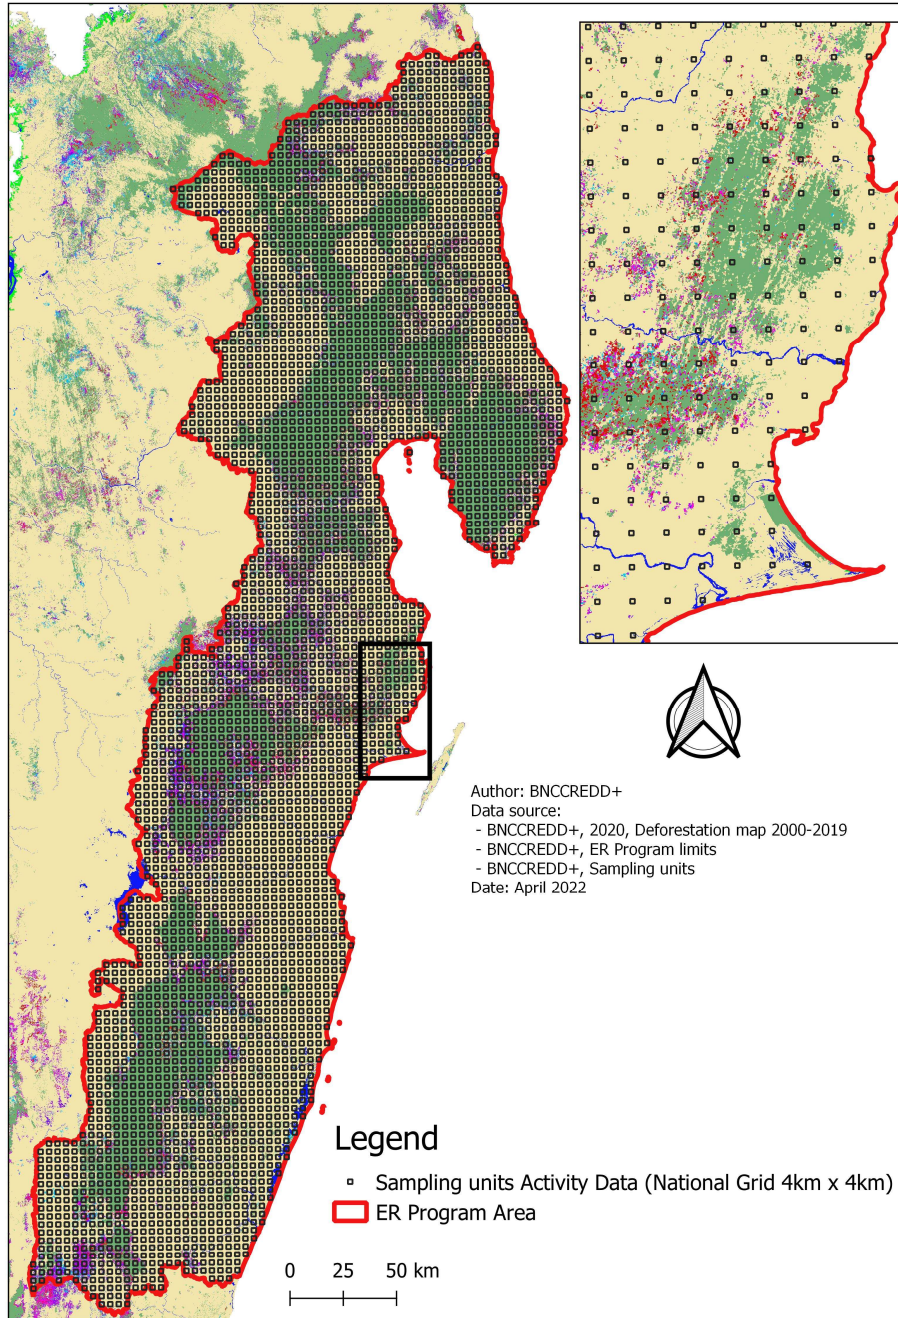 Author: BNCCREDD+
Data source:
- BNCCREDD+, 2020, Deforestation map 2000-2019
- BNCCREDD+, ER Program limits
- BNCCREDD+, Sampling units
Date: April 2022
Legend
Sampling units Activity Data (National Grid 4km x 4km)
ER Program Area
0 25 50 km